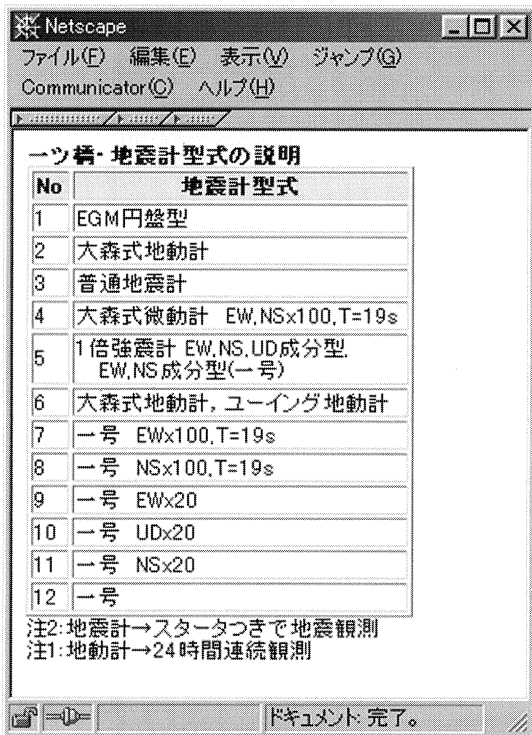 Netscape
ファイル(F) 編集(E) 表示(V) ジャンプ(G)
Communicator(C) ヘルプ(H)
一ツ橋・地震計型式の説明
No 地震計型式
1 EGM円盤型
2 大森式地動計
3 普通地震計
4 大森式微動計 EW,NSx100,T=19s
5 1倍強震計 EW,NS,UD成分型,
EW,NS成分型(一号)
6 大森式地動計, ユーイング地動計
7 一号 EWx100,T=19s
8 一号 NSx100,T=19s
9 一号 EWx20
10 一号 UDx20
11 一号 NSx20
12 一号
注2:地震計→スタータつきで地震観測
注1:地動計→24時間連続観測
ドキュメント: 完了。